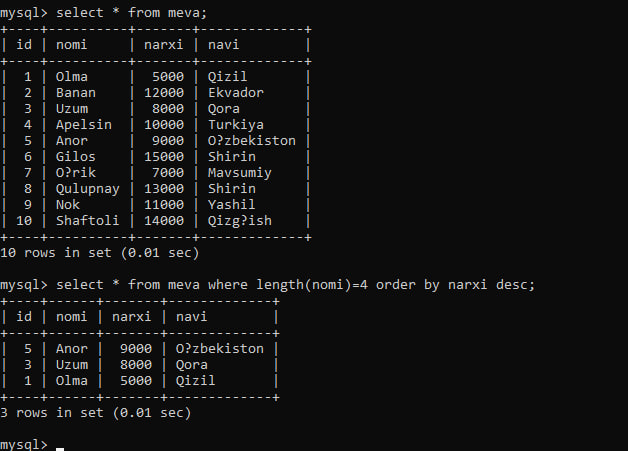 mysql> select * from meva;
+----+----------+-------+-------------+
| id | nomi     | narxi | navi        |
+----+----------+-------+-------------+
|  1 | Olma     |  5000 | Qizil       |
|  2 | Banan    | 12000 | Ekvador     |
|  3 | Uzum     |  8000 | Qora        |
|  4 | Apelsin  | 10000 | Turkiya     |
|  5 | Anor     |  9000 | O?zbekiston |
|  6 | Gilos    | 15000 | Shirin      |
|  7 | O?rik    |  7000 | Mavsumiy    |
|  8 | Qulupnay | 13000 | Shirin      |
|  9 | Nok      | 11000 | Yashil      |
| 10 | Shaftoli | 14000 | Qizg?ish    |
+----+----------+-------+-------------+
10 rows in set (0.01 sec)

mysql> select * from meva where length(nomi)=4 order by narxi desc;
+----+------+-------+-------------+
| id | nomi | narxi | navi        |
+----+------+-------+-------------+
|  5 | Anor |  9000 | O?zbekiston |
|  3 | Uzum |  8000 | Qora        |
|  1 | Olma |  5000 | Qizil       |
+----+------+-------+-------------+
3 rows in set (0.01 sec)

mysql> _